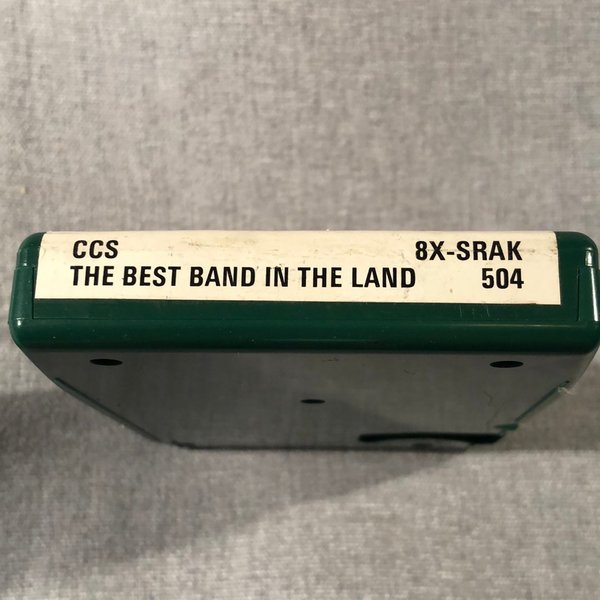 CCS 8X-SRAK
THE BEST BAND IN THE LAND 504